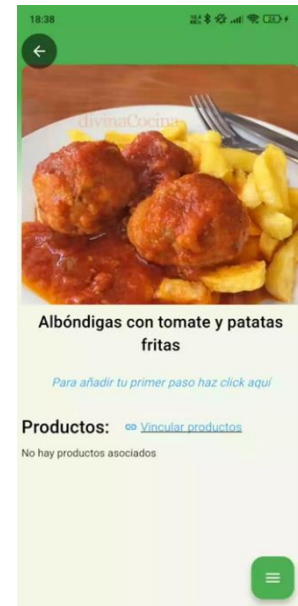 18:38
divinaCocina
Albóndigas con tomate y patatas
fritas
Para añadir tu primer paso haz click aquí
Productos:
Vincular productos
No hay productos asociados